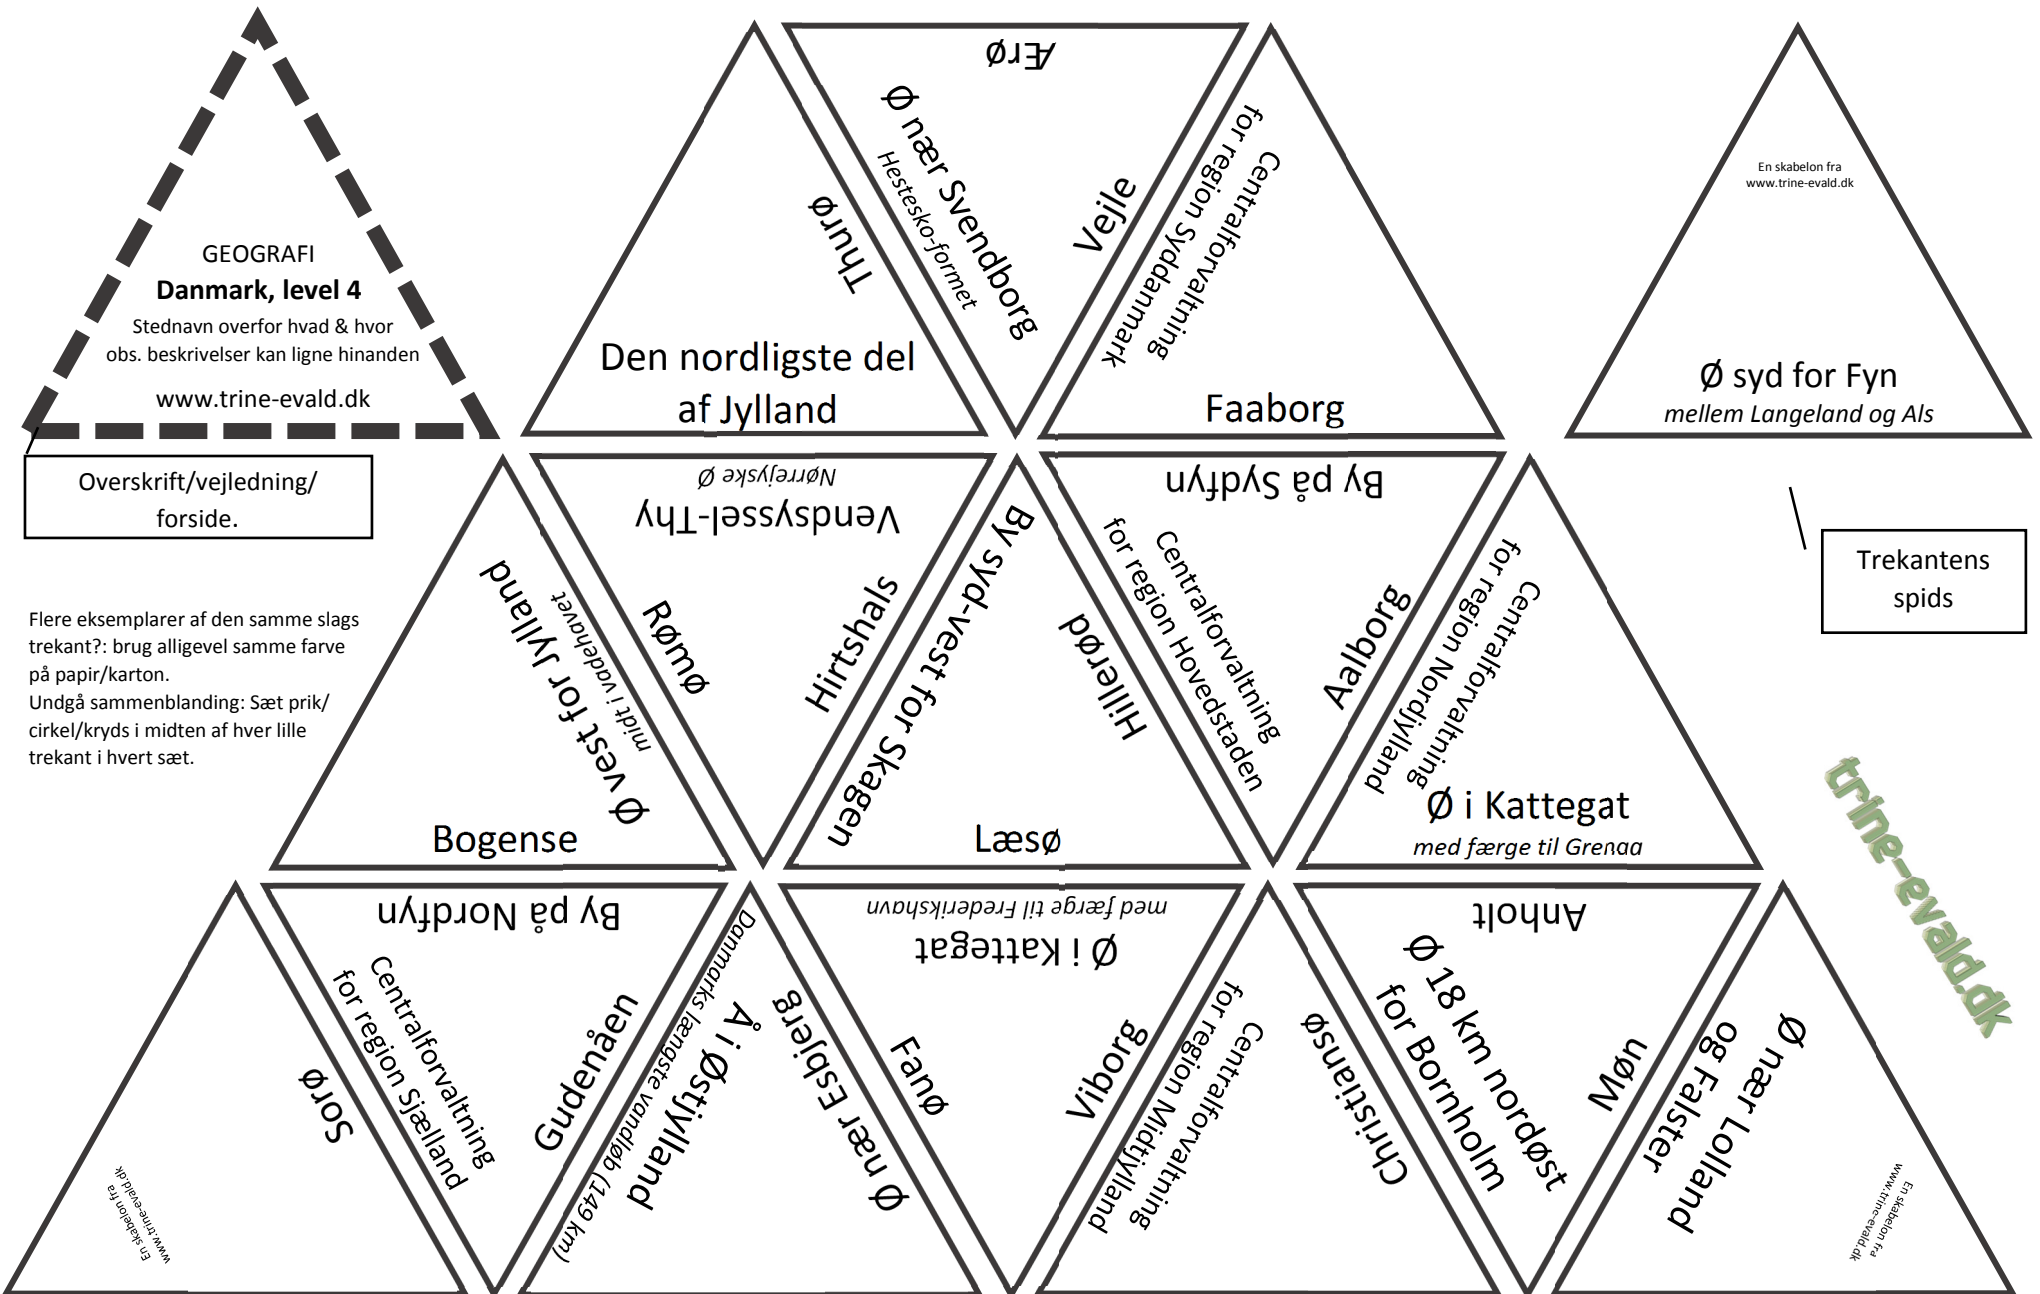 GEOGRAFI
Danmark, level 4
Stednavn overfor hvad & hvor
obs. beskrivelser kan ligne hinanden
www.trine-evald.dk
Overskrift/vejledning/
forside.
Flere eksemplarer af den samme slags
trekant?: brug alligevel samme farve
på papir/karton.
Undgå sammenblanding: Sæt prik/
cirkel/kryds i midten af hver lille
trekant i hvert sæt.
Thurø
Den nordligste del
af Jylland
Ærø
Ø nær Svendborg
Hestesko-formet
Vejle
Centralforvaltning
for region Syddanmark
Faaborg
En skabelon fra
www.trine-evald.dk
Ø syd for Fyn
mellem Langeland og Als
Trekantens
spids
Ø vest for Jylland
midt i vadehavet
Bogense
Vendsyssel-Thy
Nørrejyske Ø
Rømø
Hirtshals
By syd-vest for Skagen
Hillerød
Læsø
By på Sydfyn
Centralforvaltning
for region Hovedstaden
Aalborg
Centralforvaltning
for region Nordjylland
Ø i Kattegat
med færge til Grenaa
trine-evald.dk
Sorø
En skabelon fra
www.trine-evald.dk
By på Nordfyn
Centralforvaltning
for region Sjælland
Gudenåen
Å i Østjylland
Danmarks længste vandløb (149 km)
Ø nær Esbjerg
Ø i Kattegat
med færge til Frederikshavn
Fanø
Viborg
Centralforvaltning
for region Midtjylland
Christiansø
Anholt
Ø 18 km nordøst
for Bornholm
Møn
Ø nær Lolland
og Falster
En skabelon fra
www.trine-evald.dk